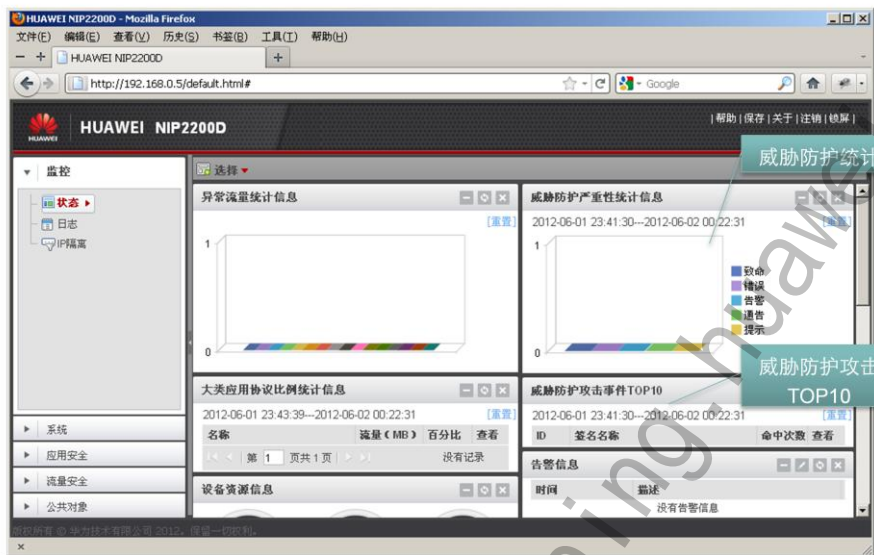 HUAWEI NIP2200D - Mozilla Firefox
文件(F) 编辑(E) 查看(V) 历史(S) 书签(B) 工具(T) 帮助(H)
HUAWEI NIP2200D
http://192.168.0.5/default.html#
Google
HUAWEI
HUAWEI NIP2200D
|帮助|保存|关于|注销|锁屏|
监控
状态
日志
IP隔离
系统
应用安全
流量安全
公共对象
选择
异常流量统计信息
[重置]
1
0
威胁防护严重性统计信息
2012-06-01 23:41:30---2012-06-02 00:22:31
[重置]
1
0
致命
错误
告警
通告
提示
威胁防护统计
大类应用协议比例统计信息
2012-06-01 23:43:39---2012-06-02 00:22:31
[重置]
名称 流量(MB) 百分比 查看
第 1 页共1页 没有记录
威胁防护攻击事件TOP10
2012-06-01 23:41:30---2012-06-02 00:22:31
[重置]
ID 签名名称 命中次数 查看
威胁防护攻击
TOP10
设备资源信息
告警信息
时间 描述
没有告警信息
版权所有 © 华为技术有限公司 2012。保留一切权利。
ing.huawei